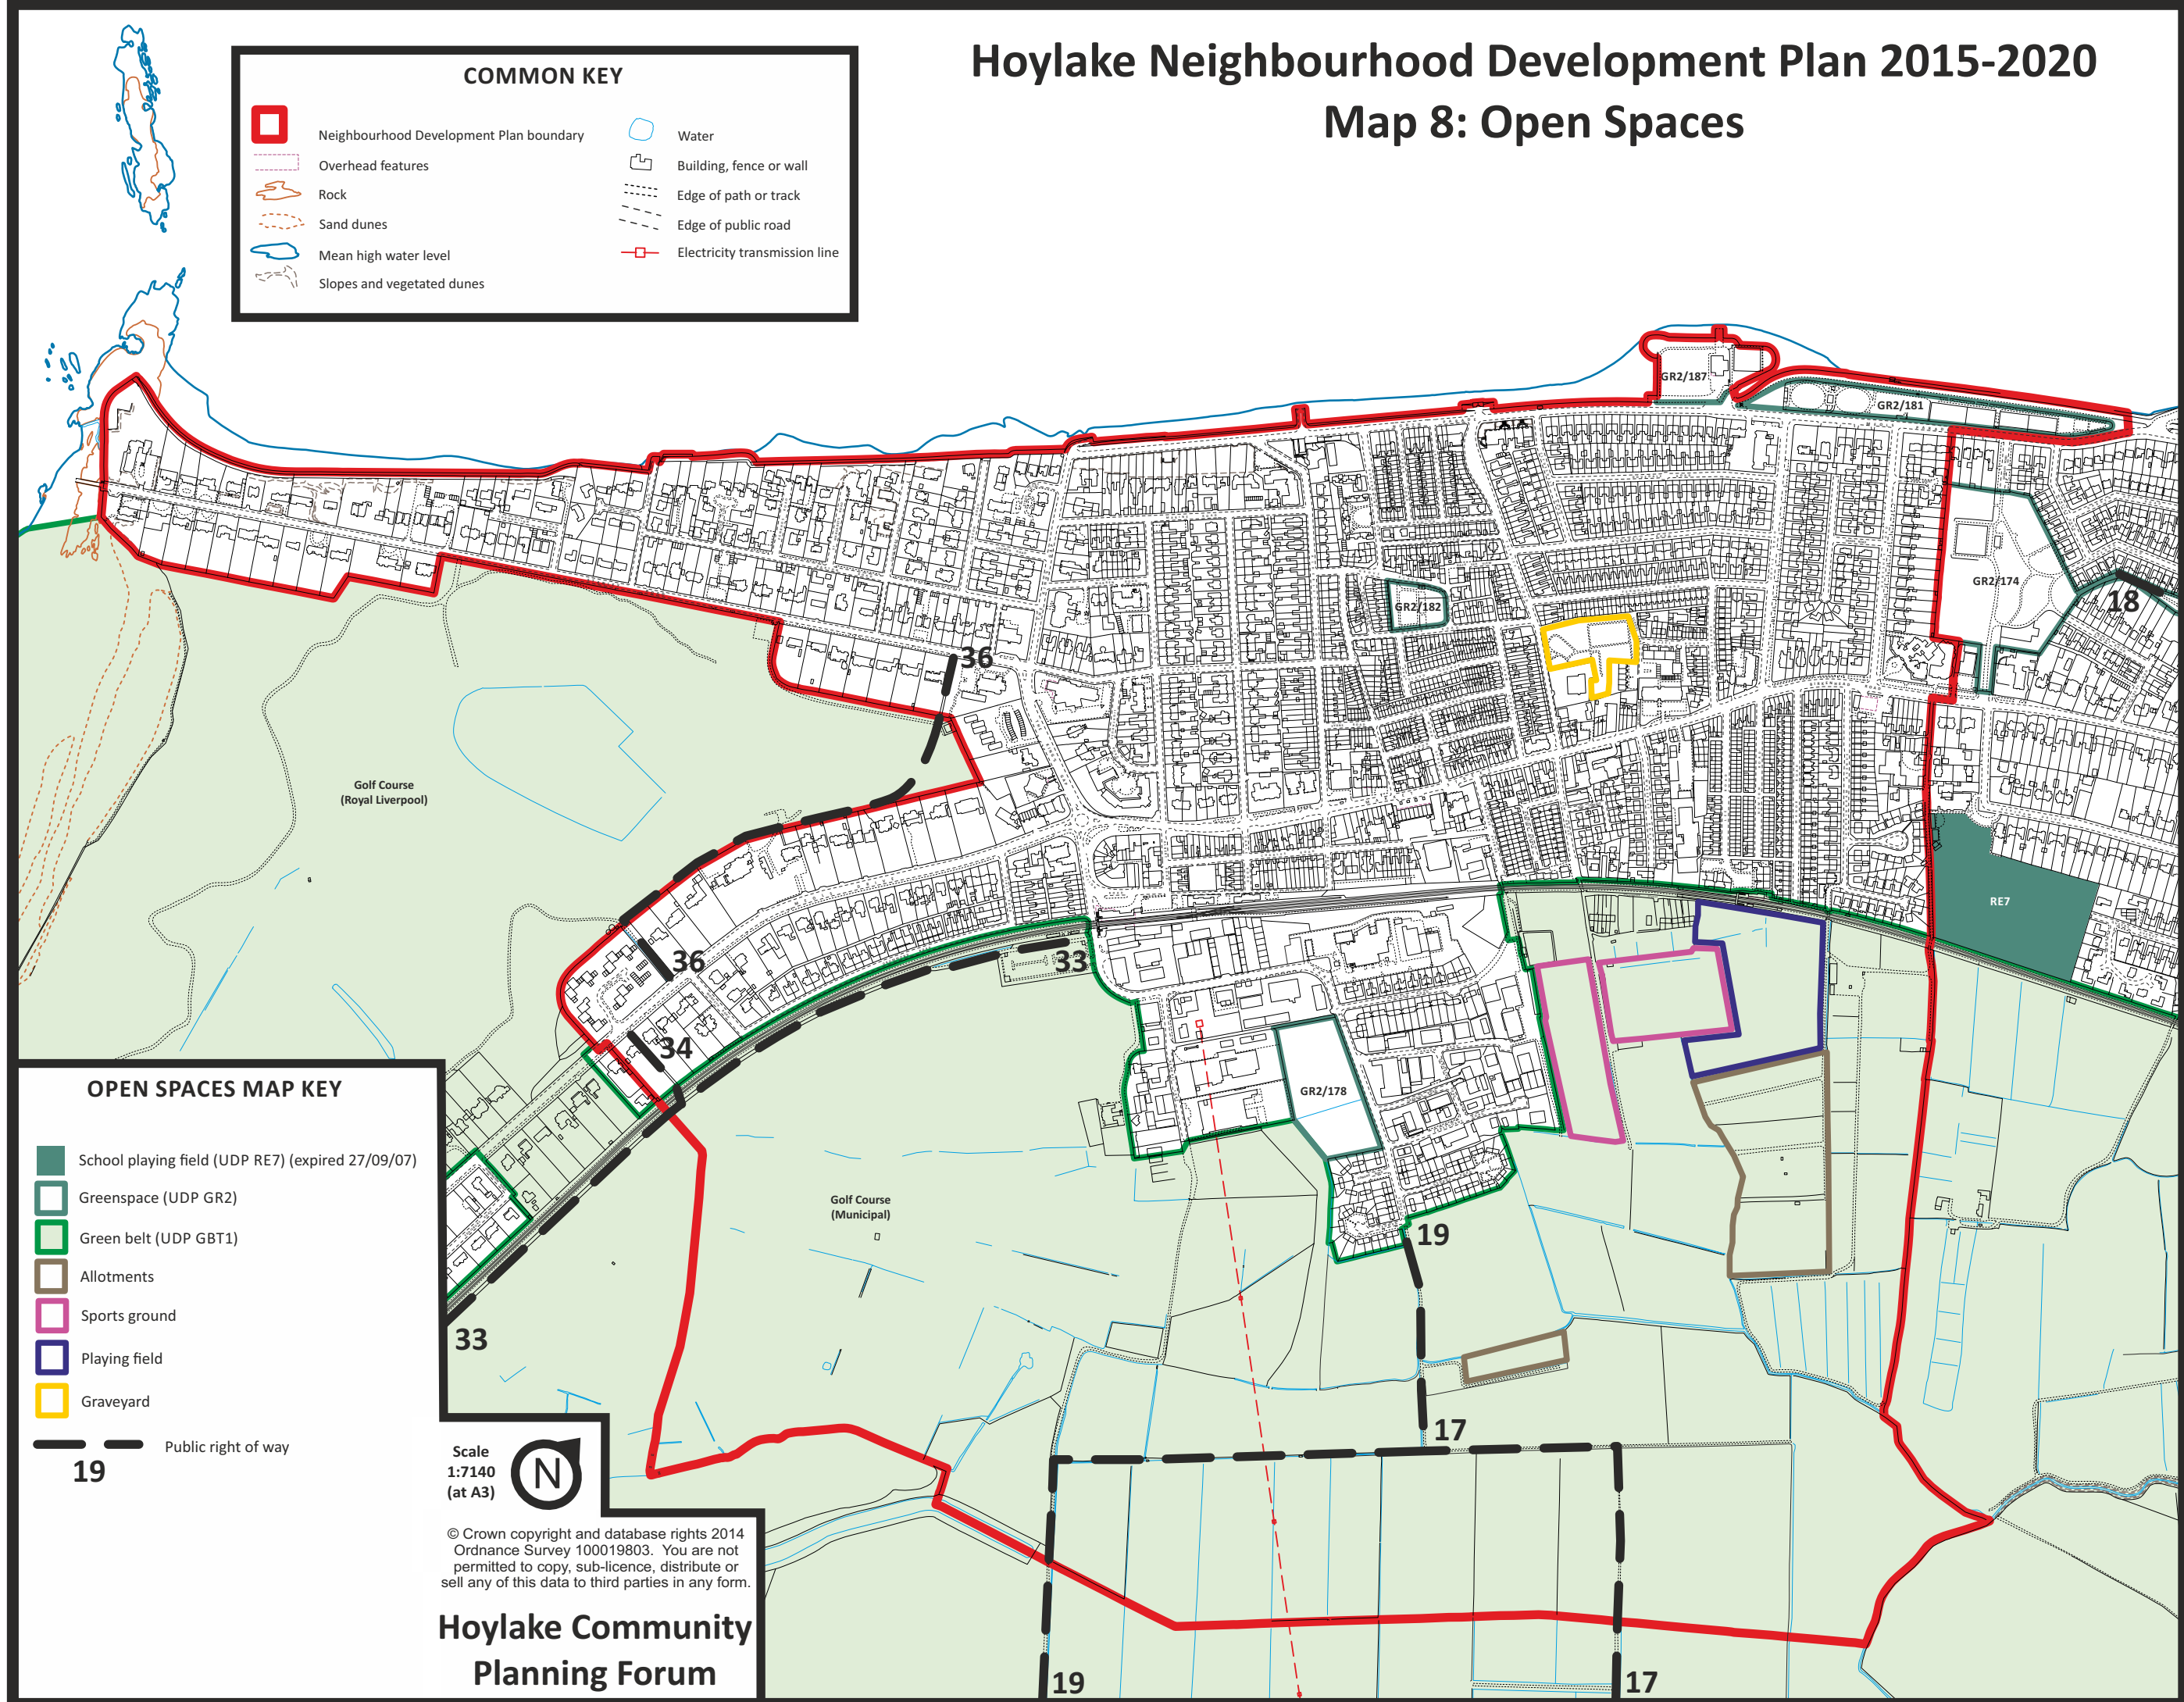 Hoylake Neighbourhood Development Plan 2015-2020
Map 8: Open Spaces
COMMON KEY
Neighbourhood Development Plan boundary
Overhead features
Rock
Sand dunes
Mean high water level
Slopes and vegetated dunes
Water
Building, fence or wall
Edge of path or track
Edge of public road
Electricity transmission line
GR2/187
GR2/181
GR2/174
18
GR2/182
36
Golf Course
(Royal Liverpool)
RE7
36
33
34
GR2/178
Golf Course
(Municipal)
19
33
17
19
17
OPEN SPACES MAP KEY
School playing field (UDP RE7) (expired 27/09/07)
Greenspace (UDP GR2)
Green belt (UDP GBT1)
Allotments
Sports ground
Playing field
Graveyard
Public right of way
19
Scale
1:7140
(at A3)
N
© Crown copyright and database rights 2014
Ordnance Survey 100019803. You are not
permitted to copy, sub-licence, distribute or
sell any of this data to third parties in any form.
Hoylake Community
Planning Forum